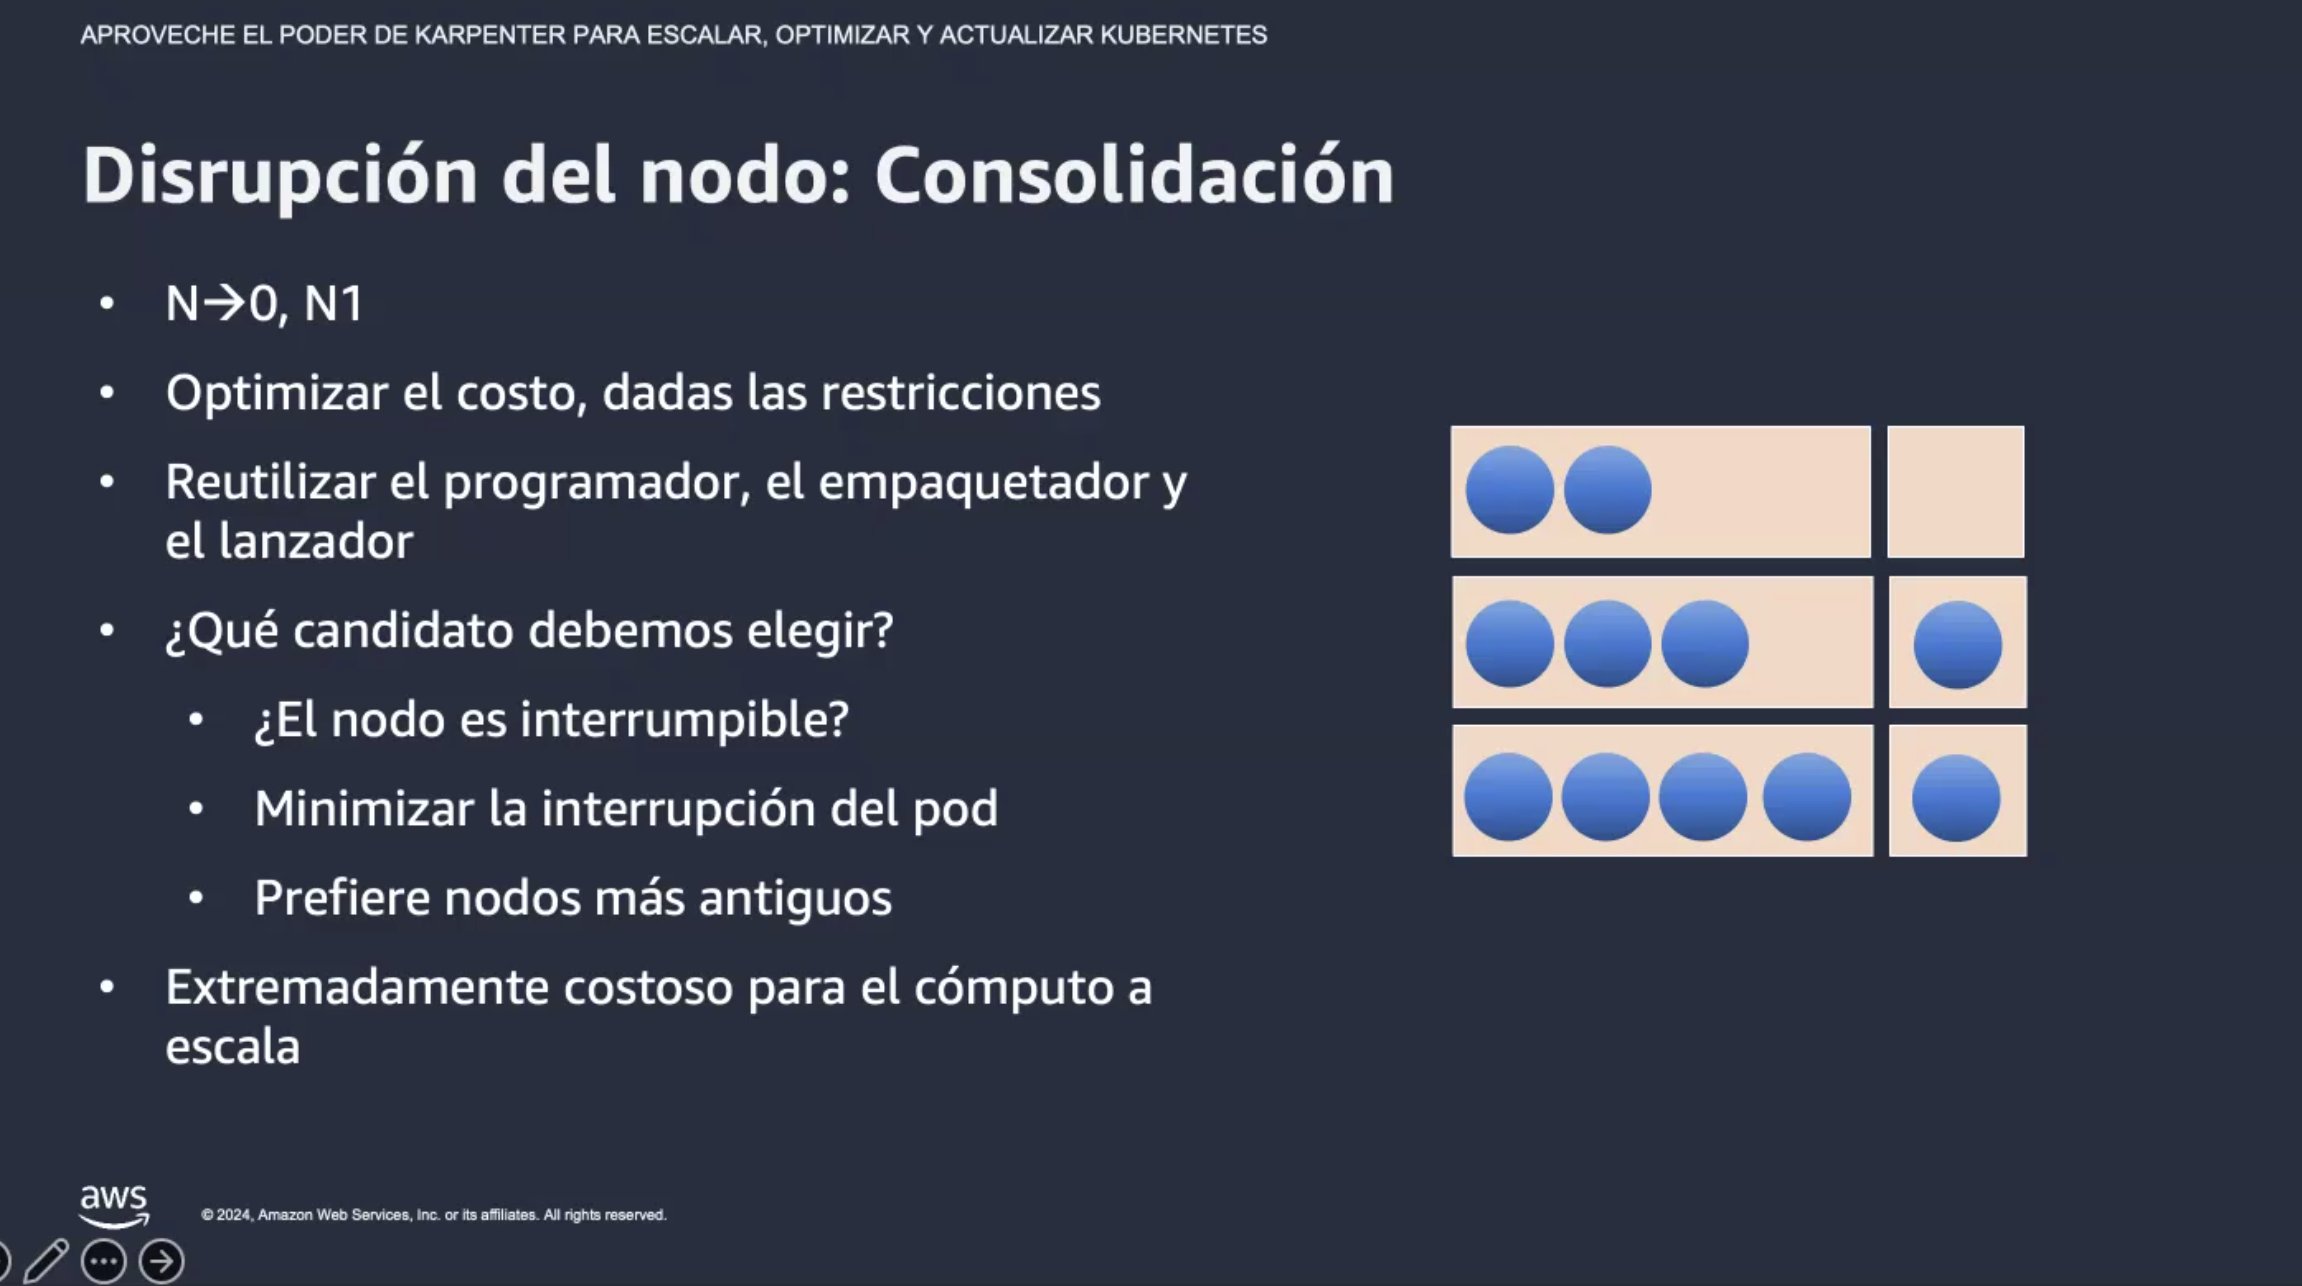 APROVECHE EL PODER DE KARPENTER PARA ESCALAR, OPTIMIZAR Y ACTUALIZAR KUBERNETES
Disrupción del nodo: Consolidación
• N→0, N1
• Optimizar el costo, dadas las restricciones
• Reutilizar el programador, el empaquetador y
el lanzador
• ¿Qué candidato debemos elegir?
• ¿El nodo es interrumpible?
• Minimizar la interrupción del pod
• Prefiere nodos más antiguos
• Extremadamente costoso para el cómputo a
escala
aws
© 2024, Amazon Web Services, Inc. or its affiliates. All rights reserved.